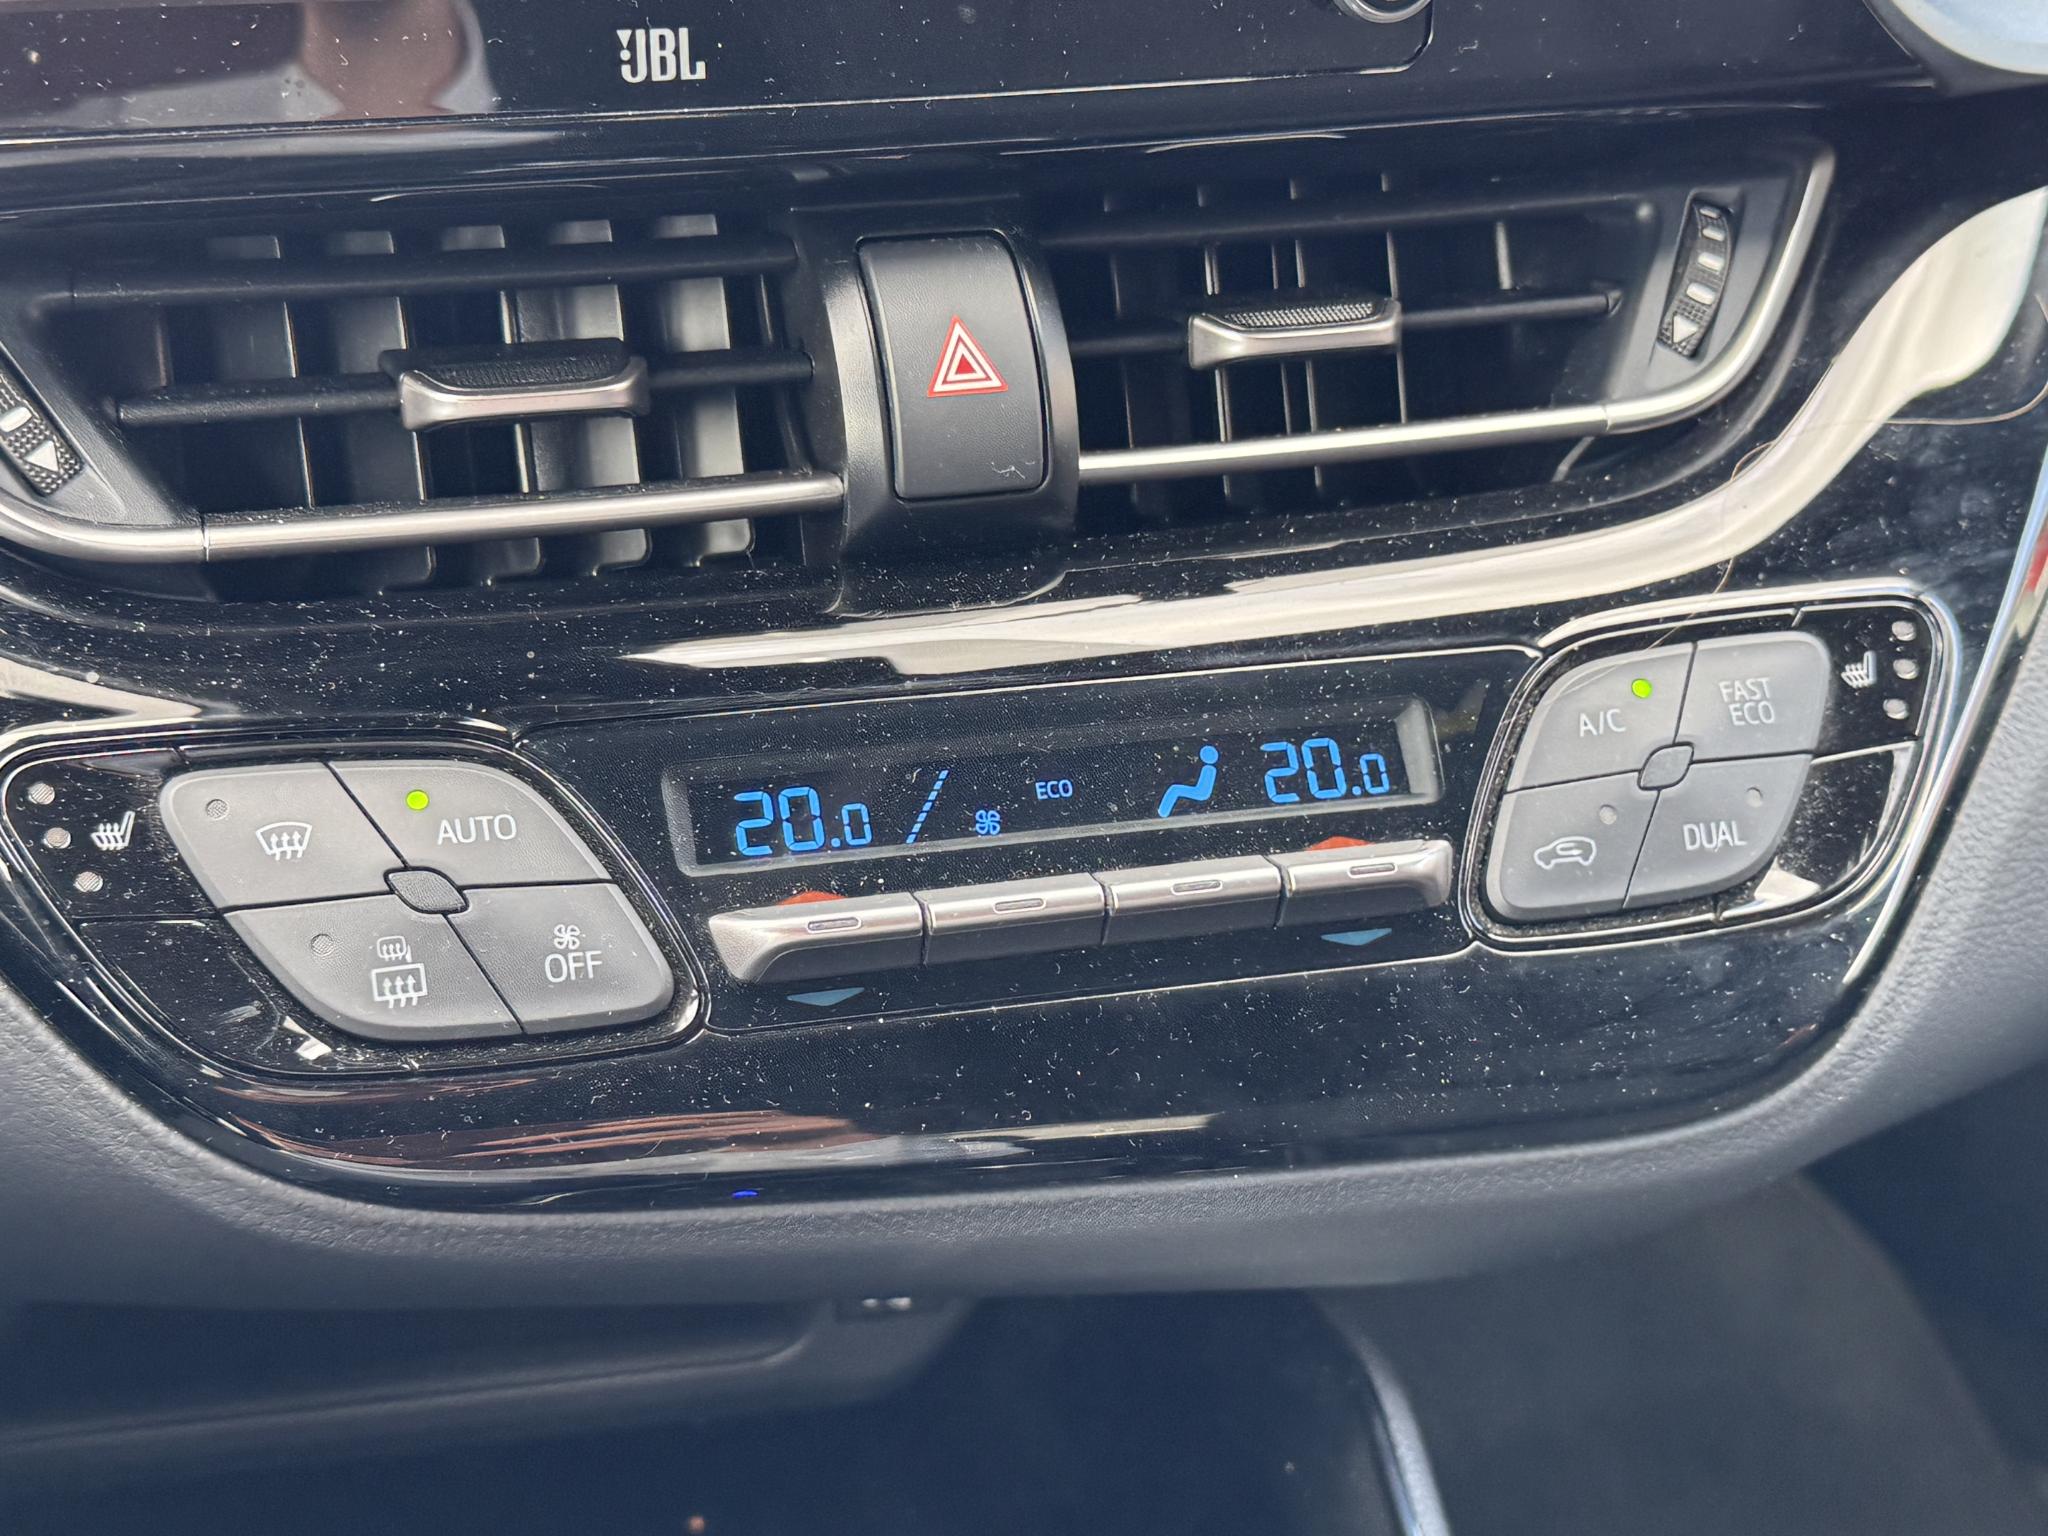 JBL
A/C
FAST
ECO
20.0
ECO
20.0
AUTO
OFF
DUAL